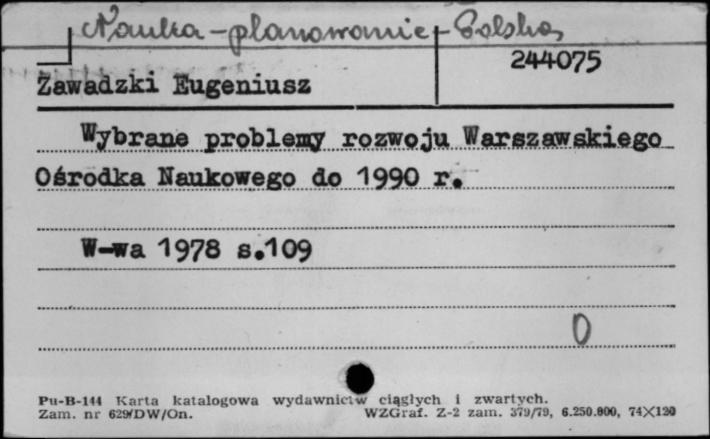 Nauka - planowanie - Polska
244075
Zawadzki Eugeniusz
Wybrane problemy rozwoju Warszawskiego
Ośrodka Naukowego do 1990 r.
W-wa 1978 s.109
0
Pu-B-144 Karta katalogowa wydawnictw ciągłych i zwartych.
Zam. nr 629/DW/On. WZGraf. Z-2 zam. 379/79, 6.250.000, 74X120